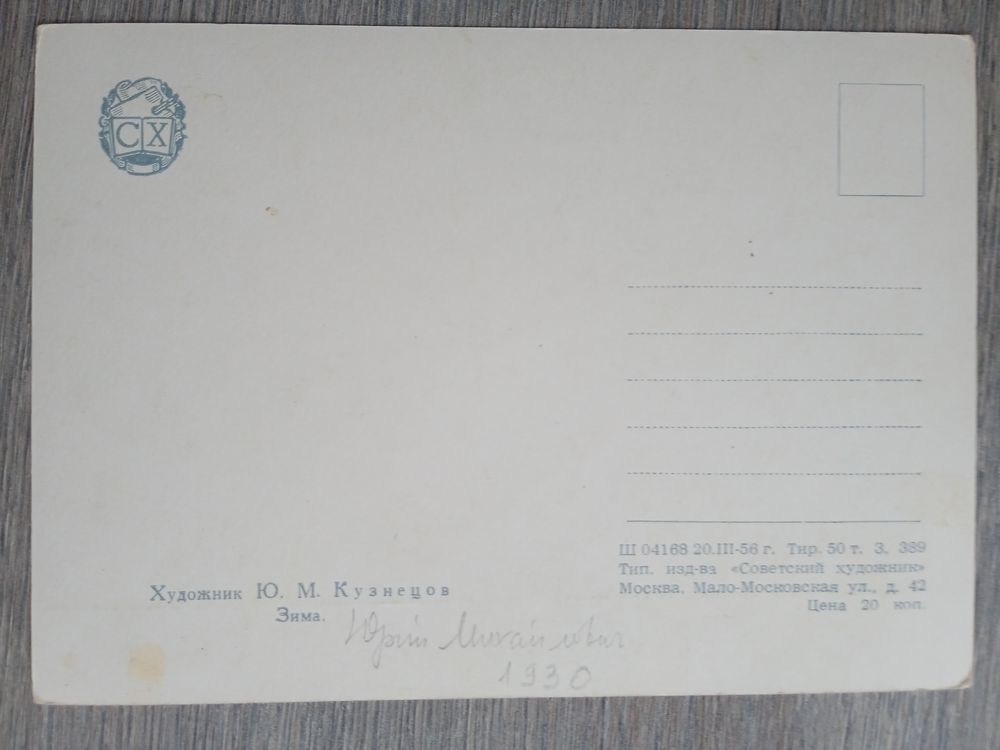 СХ
Художник Ю. М. Кузнецов
Зима.
Юрий Михайлович
1930
Ш 04168 20.III-56 г. Тир. 50 т. З. 389
Тип. изд-ва «Советский художник»
Москва, Мало-Московская ул., д. 42
Цена 20 коп.